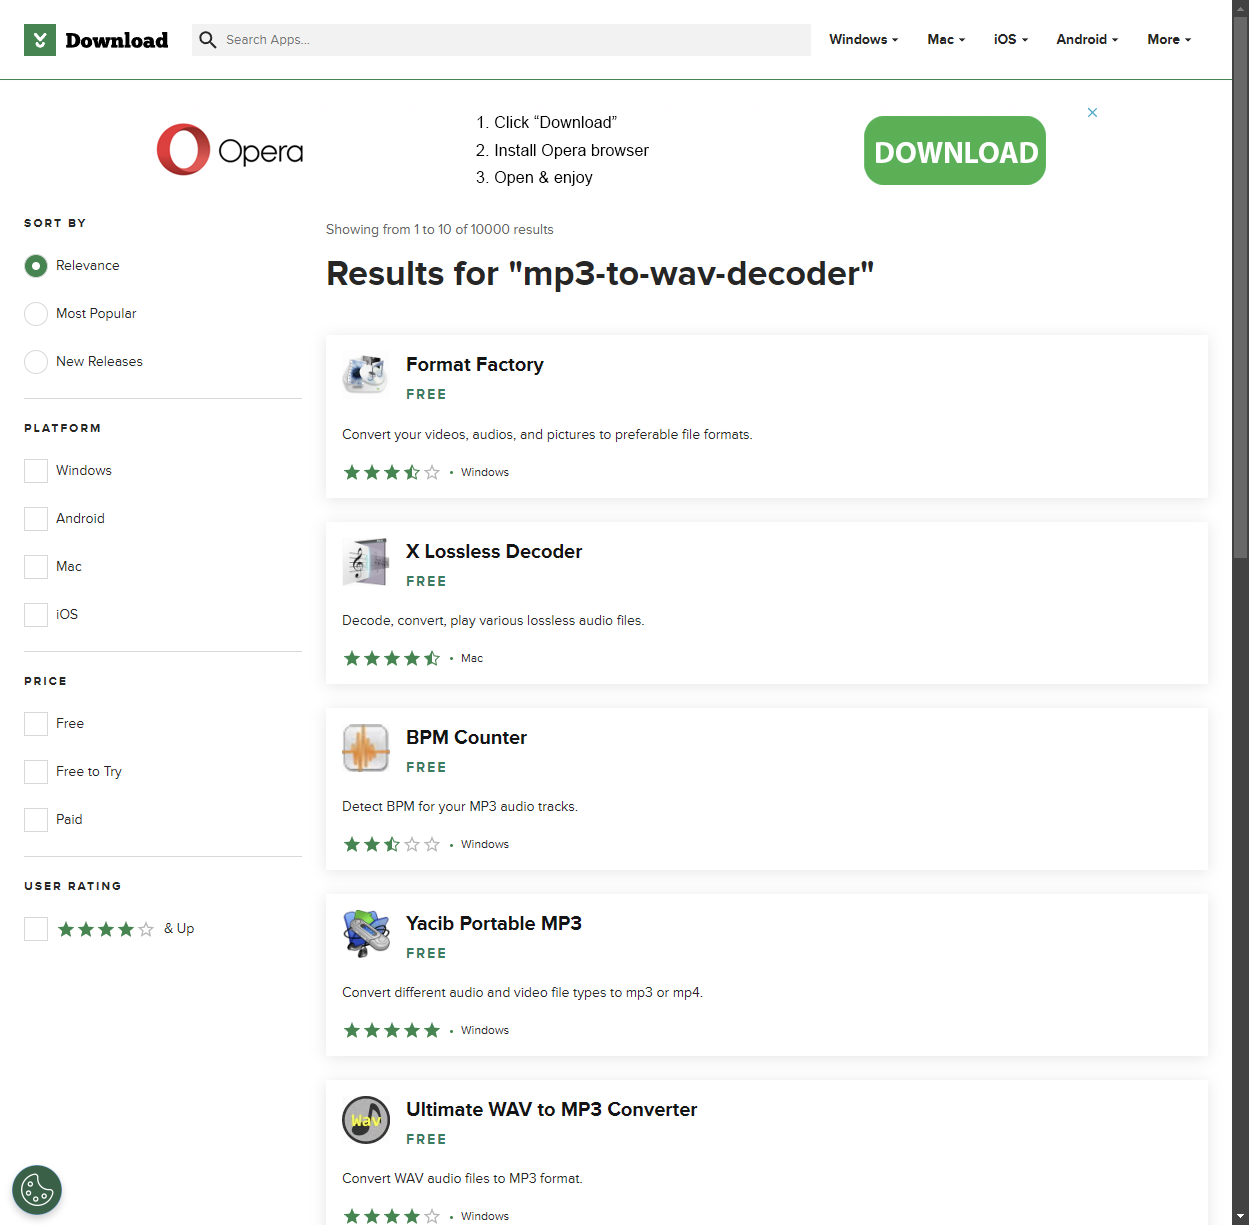 Download
Search Apps...
Windows
Mac
iOS
Android
More
Opera
1. Click “Download”
2. Install Opera browser
3. Open & enjoy
DOWNLOAD
SORT BY
Relevance
Most Popular
New Releases
PLATFORM
Windows
Android
Mac
iOS
PRICE
Free
Free to Try
Paid
USER RATING
& Up
Showing from 1 to 10 of 10000 results
Results for "mp3-to-wav-decoder"
Format Factory
FREE
Convert your videos, audios, and pictures to preferable file formats.
• Windows
X Lossless Decoder
FREE
Decode, convert, play various lossless audio files.
• Mac
BPM Counter
FREE
Detect BPM for your MP3 audio tracks.
• Windows
Yacib Portable MP3
FREE
Convert different audio and video file types to mp3 or mp4.
• Windows
Wav
Ultimate WAV to MP3 Converter
FREE
Convert WAV audio files to MP3 format.
• Windows